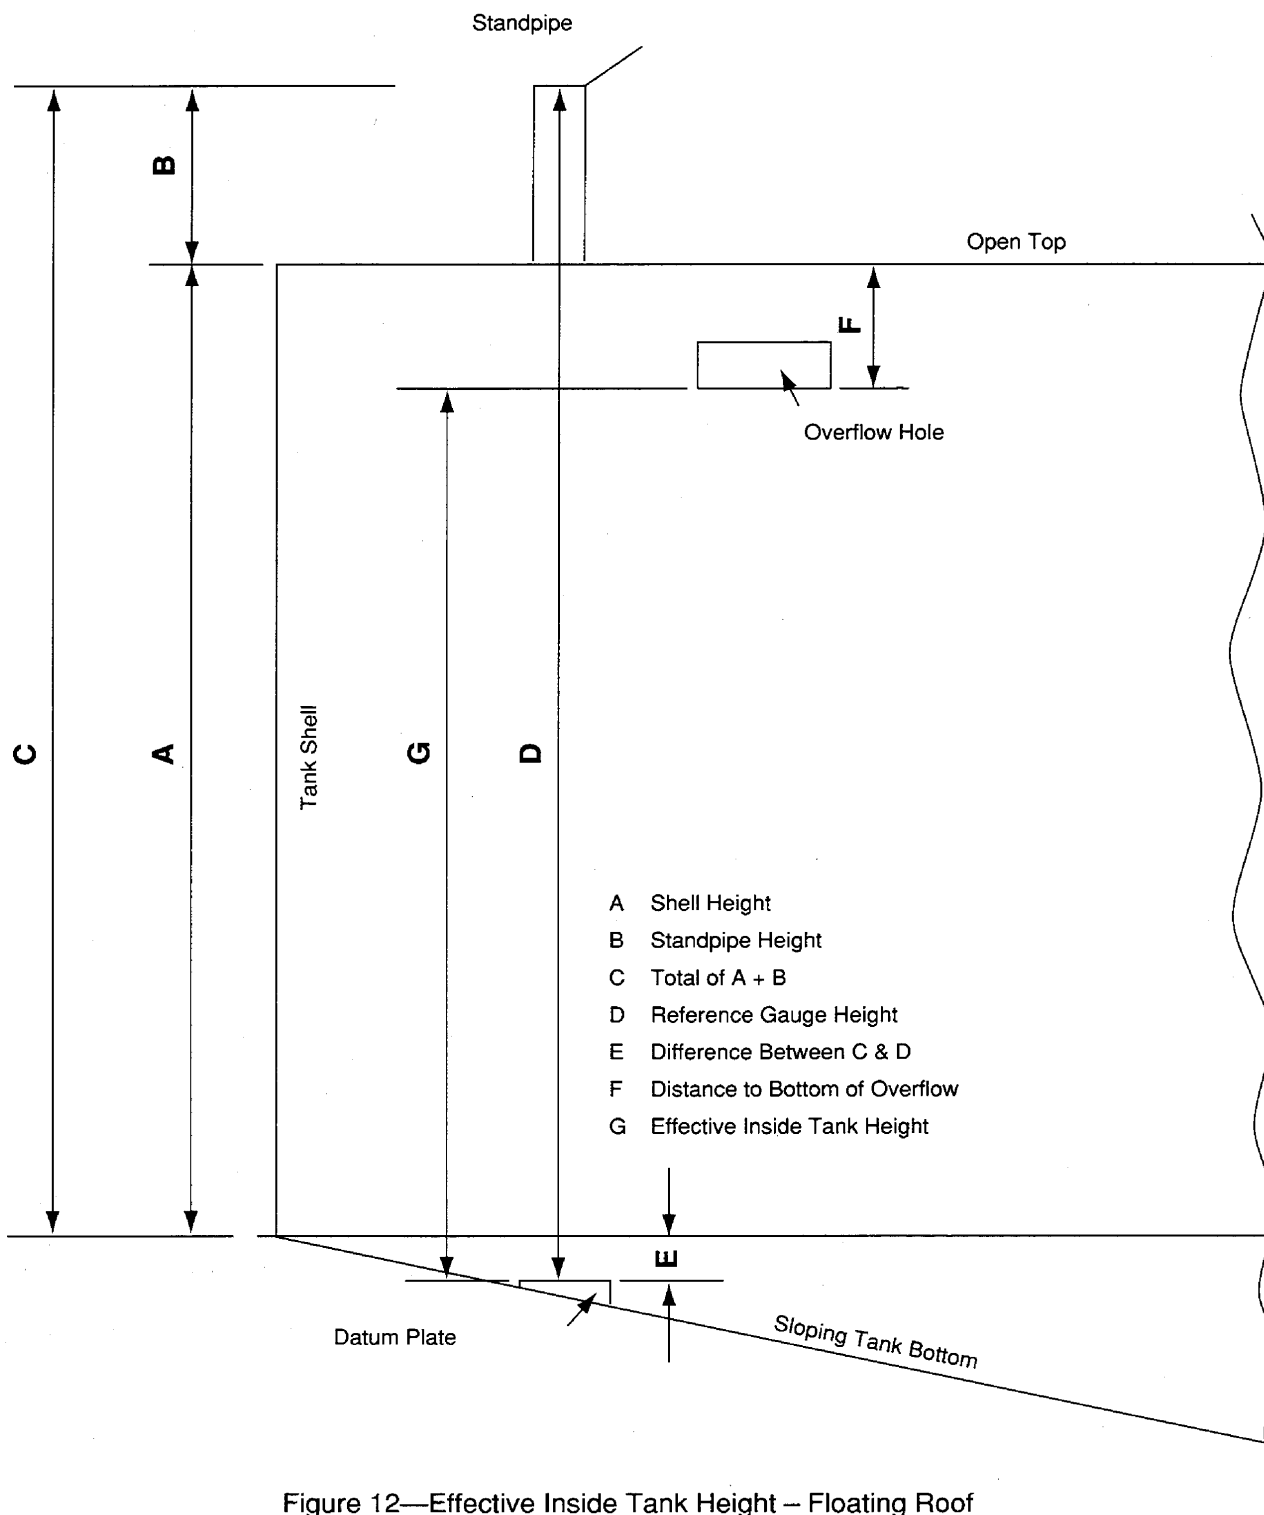 Standpipe
B
Open Top
F
Overflow Hole
C
A
Tank Shell
G
D
A Shell Height
B Standpipe Height
C Total of A + B
D Reference Gauge Height
E Difference Between C & D
F Distance to Bottom of Overflow
G Effective Inside Tank Height
E
Datum Plate
Sloping Tank Bottom
Figure 12—Effective Inside Tank Height – Floating Roof